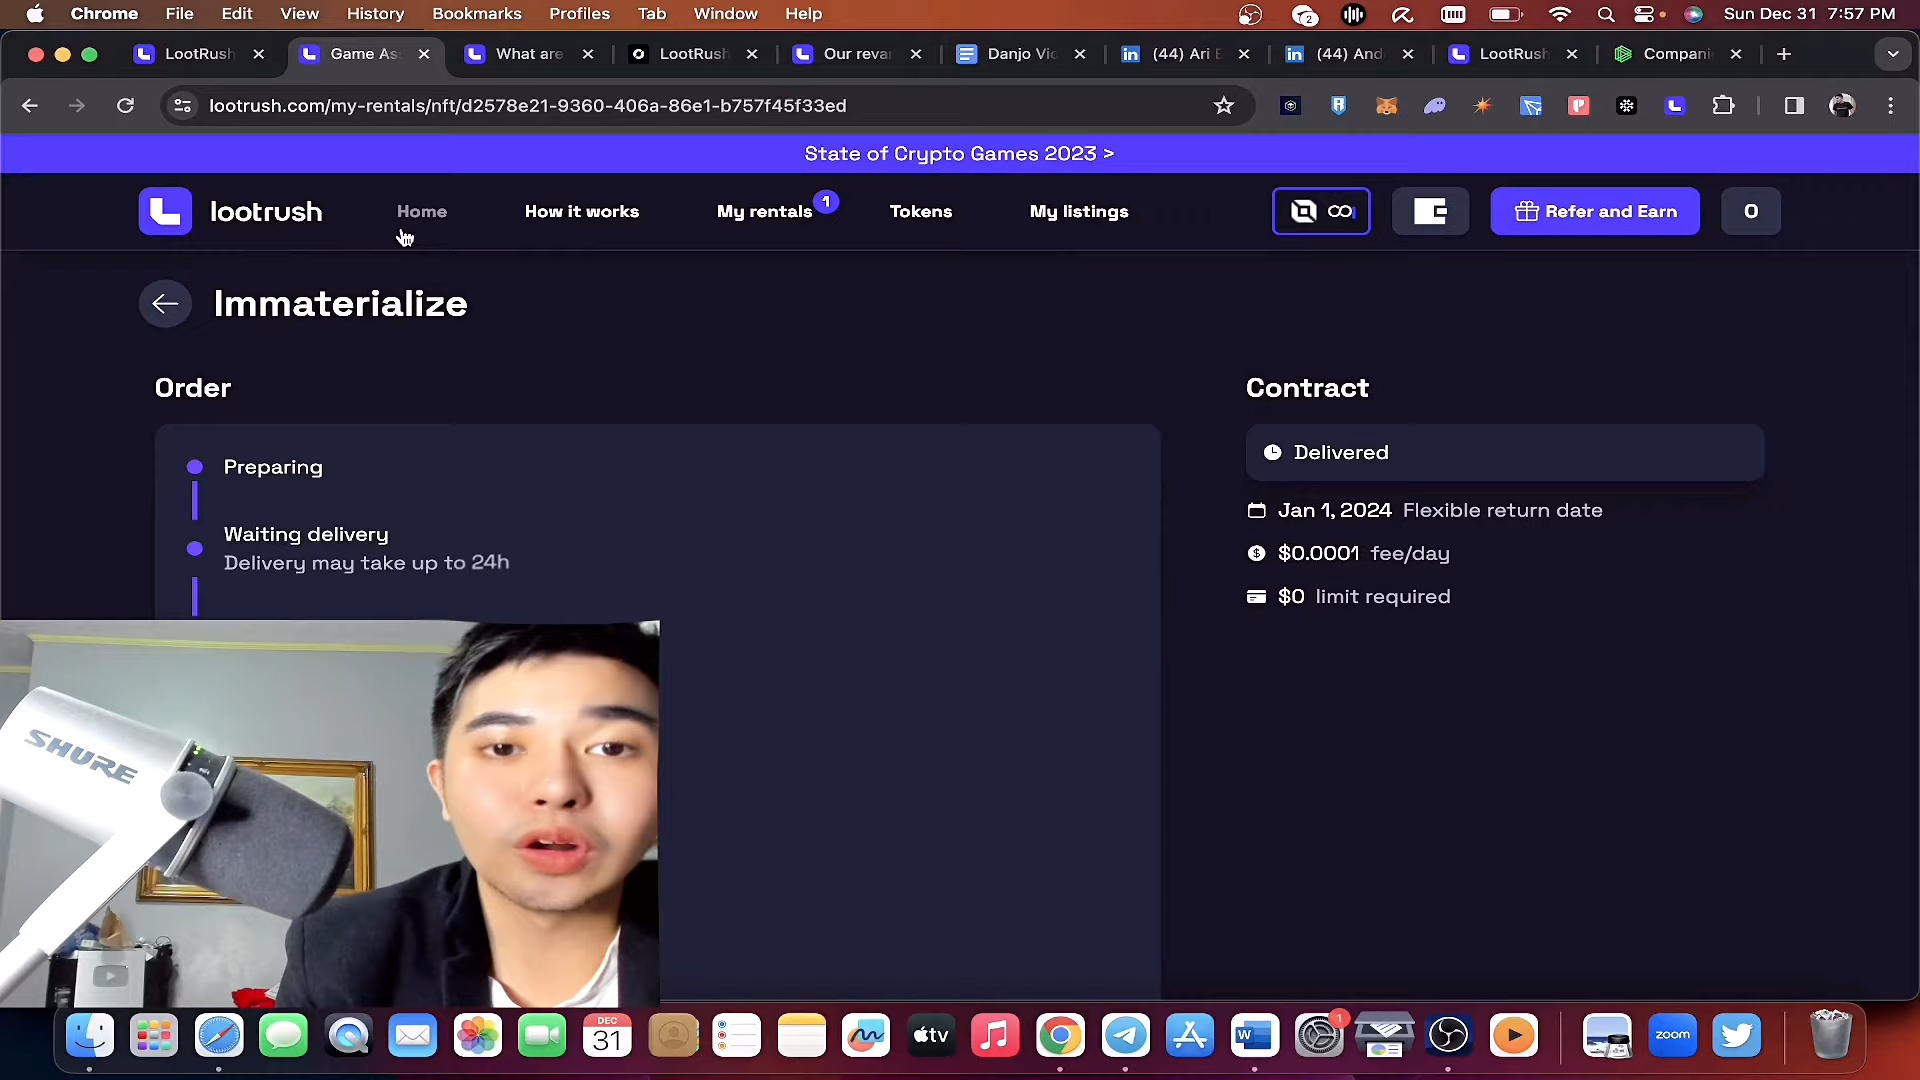 Chrome File Edit View History Bookmarks Profiles Tab Window Help
2
Sun Dec 31 7:57 PM
LootRush
Game As
What are
LootRush
Our reva
Danjo Vi
(44) Ari E
(44) And
LootRush
Compani
lootrush.com/my-rentals/nft/d2578e21-9360-406a-86e1-b757f45f33ed
State of Crypto Games 2023 >
lootrush
Home
How it works
My rentals
1
Tokens
My listings
Refer and Earn
0
Immaterialize
Order
Contract
Preparing
Delivered
Waiting delivery
Delivery may take up to 24h
Jan 1, 2024 Flexible return date
$0.0001 fee/day
$0 limit required
SHURE
DEC
31
tv
1
zoom